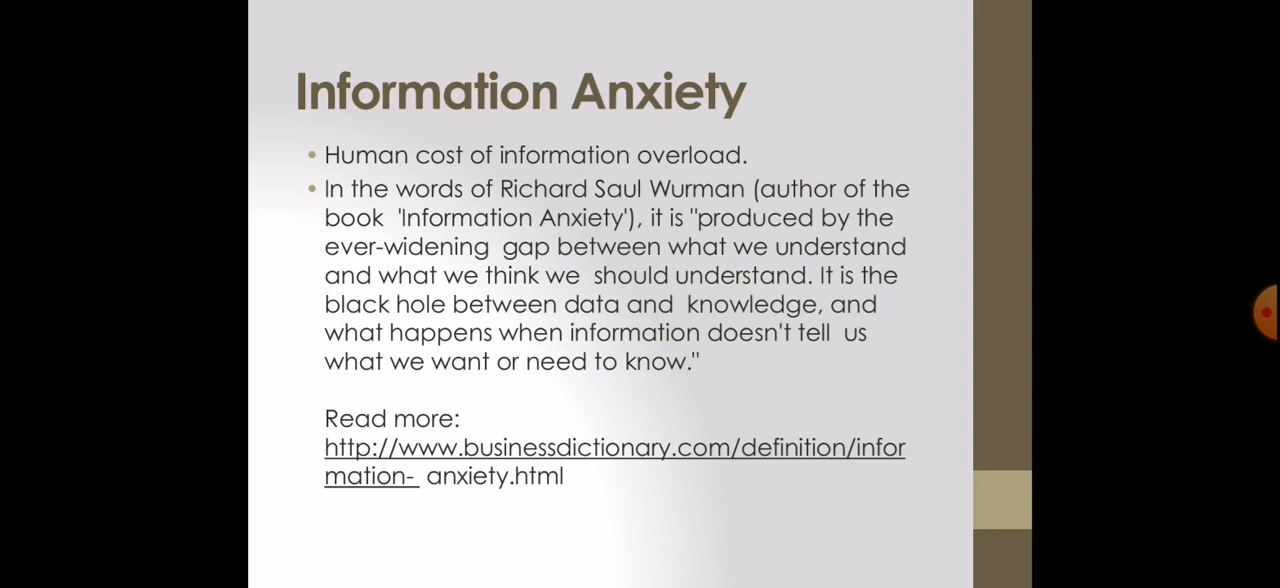 Information Anxiety
• Human cost of information overload.
• In the words of Richard Saul Wurman (author of the
book 'Information Anxiety'), it is "produced by the
ever-widening gap between what we understand
and what we think we should understand. It is the
black hole between data and knowledge, and
what happens when information doesn't tell us
what we want or need to know."
Read more:
http://www.businessdictionary.com/definition/infor
mation- anxiety.html